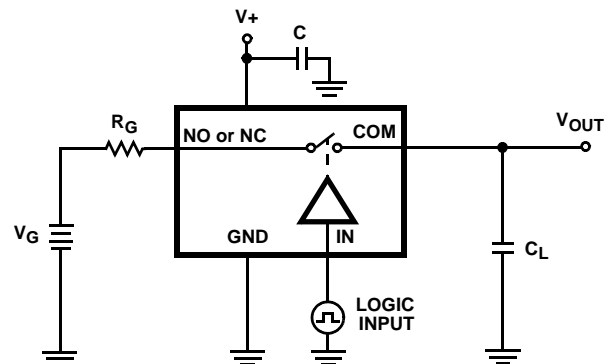 V+
C
RG
NO or NC
COM
VOUT
VG
GND
IN
CL
LOGIC
INPUT